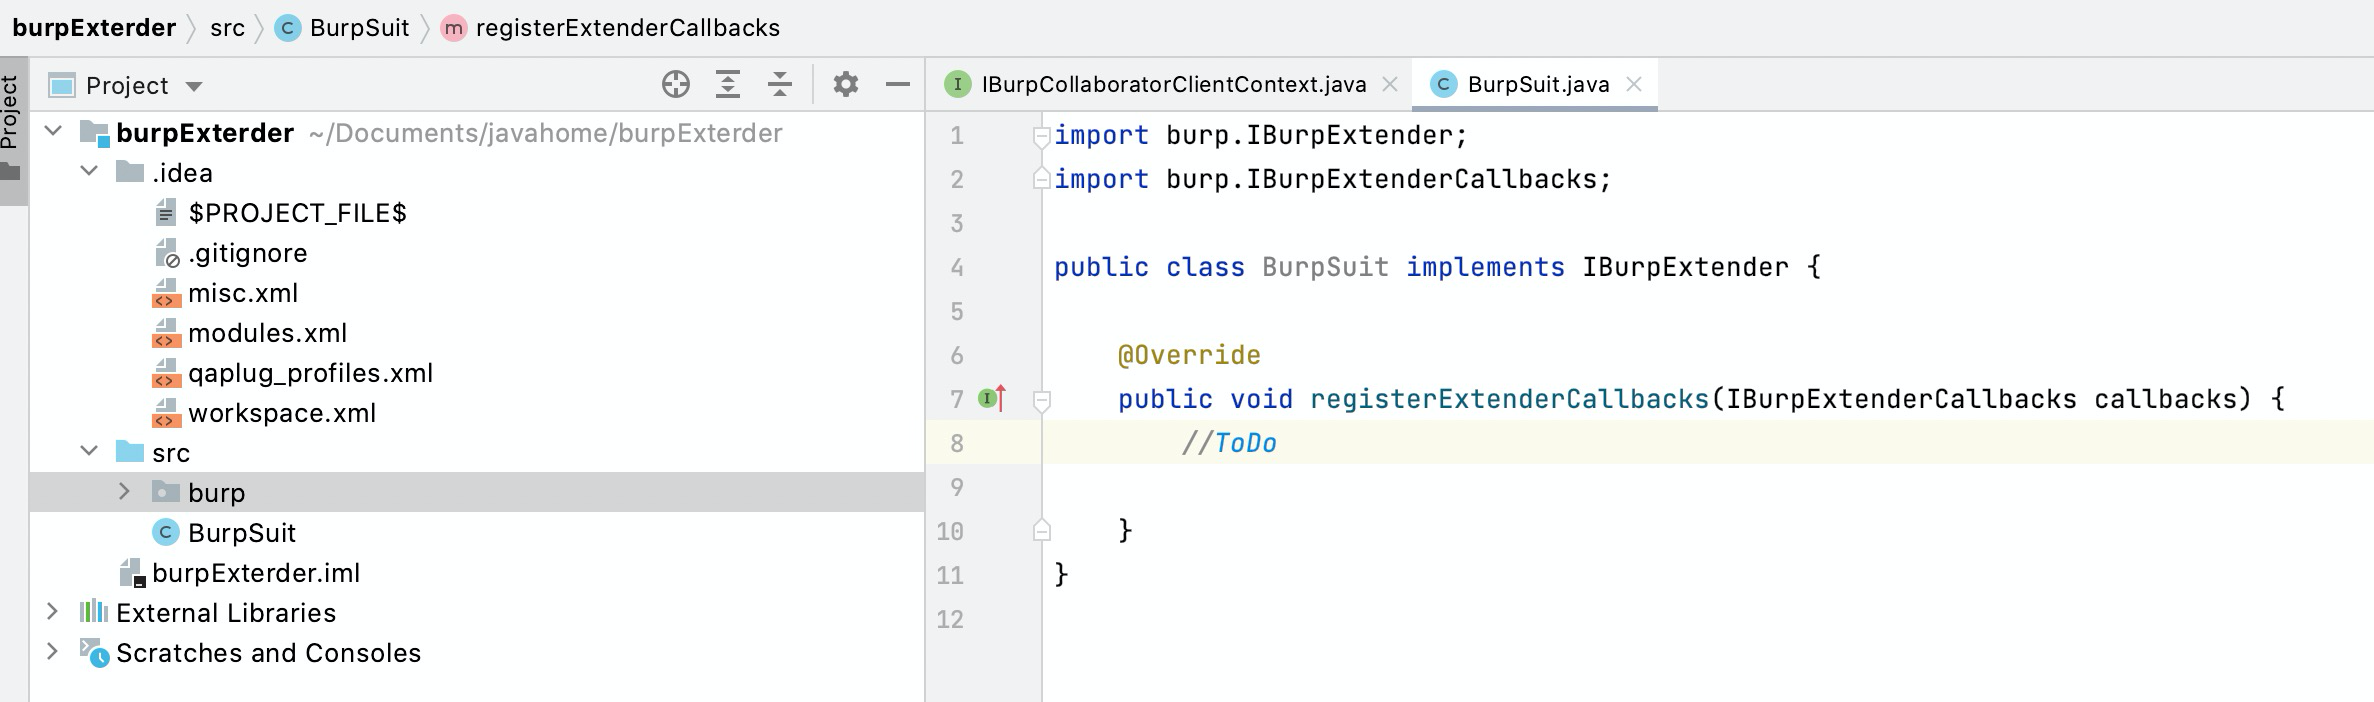 burpExterder src BurpSuit registerExtenderCallbacks
Project
Project
IBurpCollaboratorClientContext.java BurpSuit.java
burpExterder ~/Documents/javahome/burpExterder
.idea
$PROJECT_FILE$
.gitignore
misc.xml
modules.xml
qaplug_profiles.xml
workspace.xml
src
burp
BurpSuit
burpExterder.iml
External Libraries
Scratches and Consoles
1 import burp.IBurpExtender;
2 import burp.IBurpExtenderCallbacks;
3
4 public class BurpSuit implements IBurpExtender {
5
6 @Override
7 public void registerExtenderCallbacks(IBurpExtenderCallbacks callbacks) {
8 //ToDo
9
10 }
11 }
12